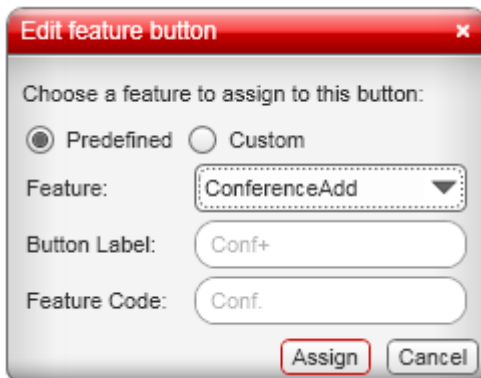 Edit feature button ×
Choose a feature to assign to this button:
Predefined Custom
Feature: ConferenceAdd
Button Label: Conf+
Feature Code: Conf.
Assign Cancel